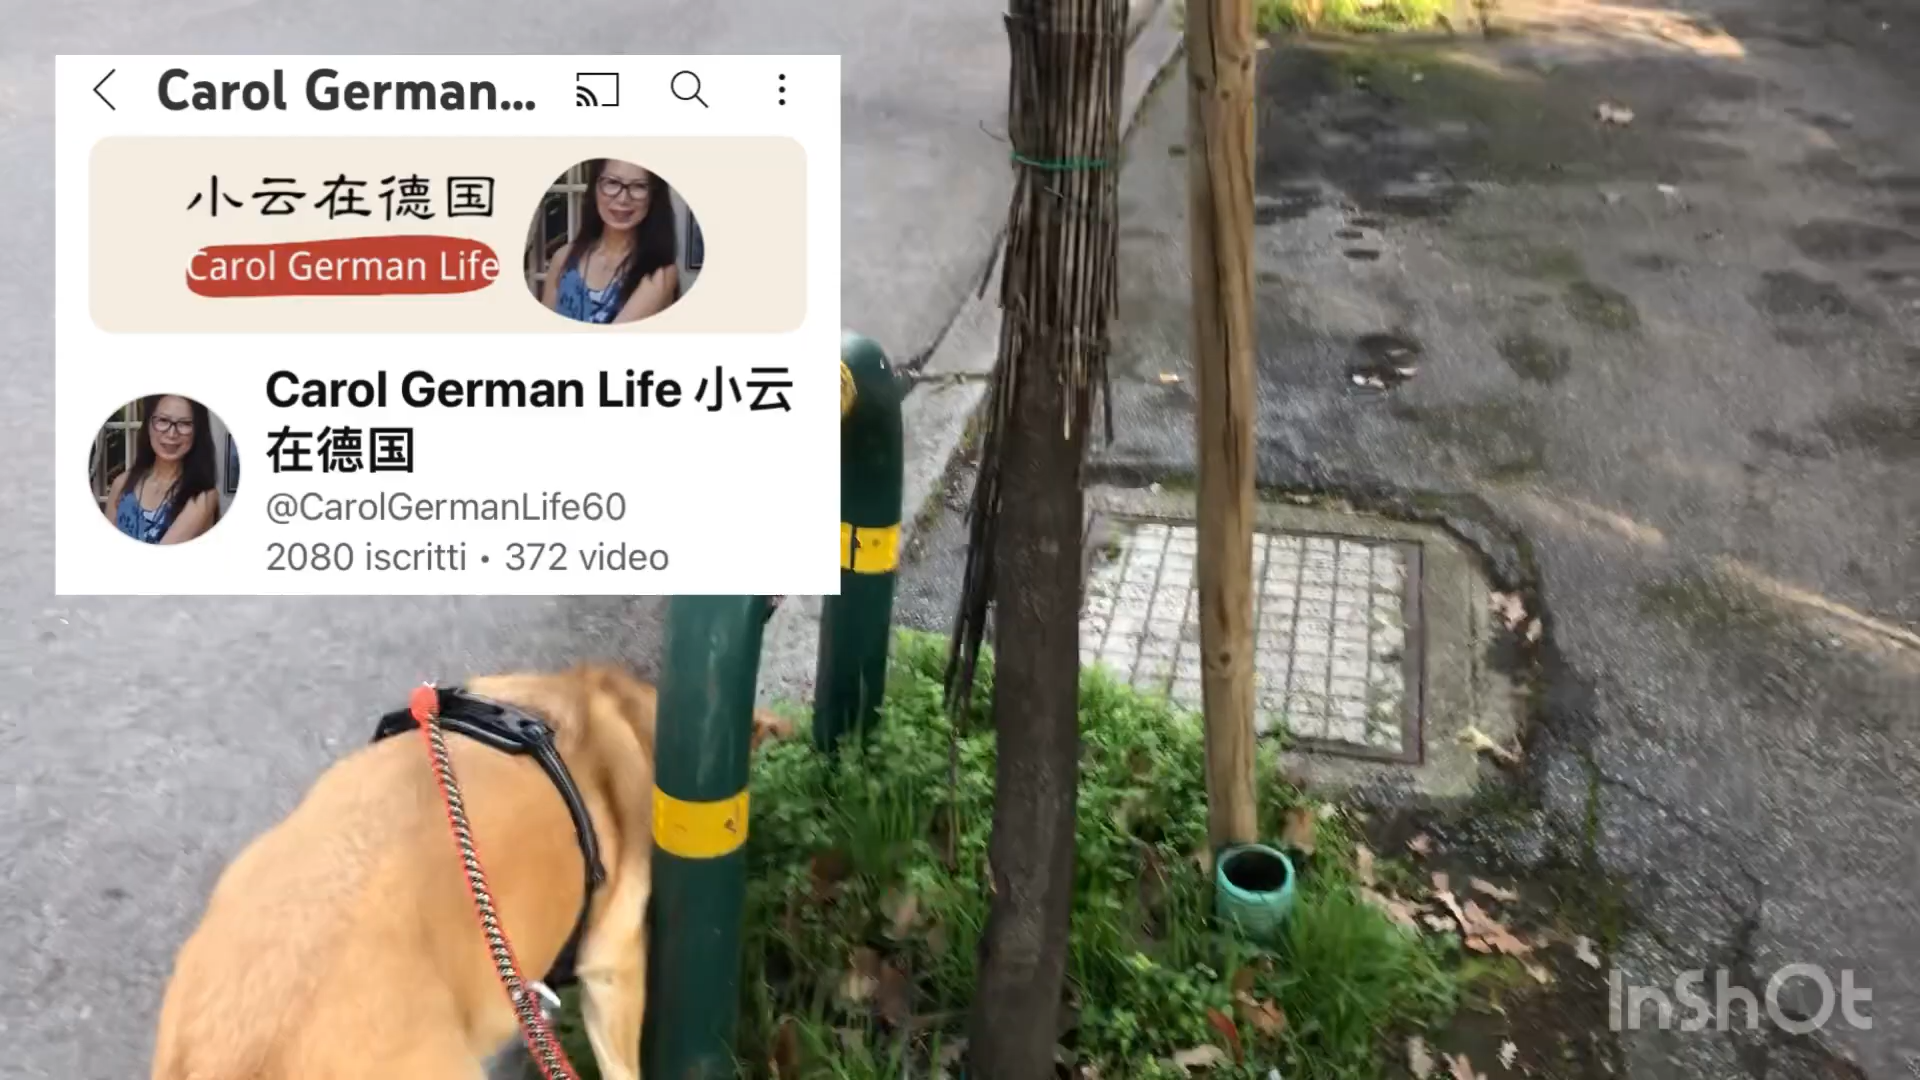 Carol German...
小云在德国
Carol German Life
Carol German Life 小云
在德国
@CarolGermanLife60
2080 iscritti • 372 video
InShOt